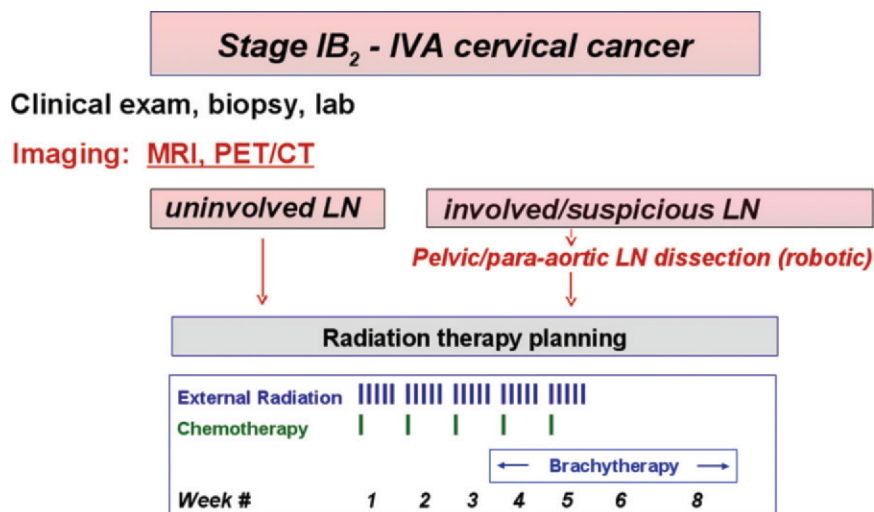 Stage IB₂ - IVA cervical cancer
Clinical exam, biopsy, lab
Imaging: MRI, PET/CT
uninvolved LN
involved/suspicious LN
Pelvic/para-aortic LN dissection (robotic)
Radiation therapy planning
External Radiation
Chemotherapy
Brachytherapy
Week # 1 2 3 4 5 6 8